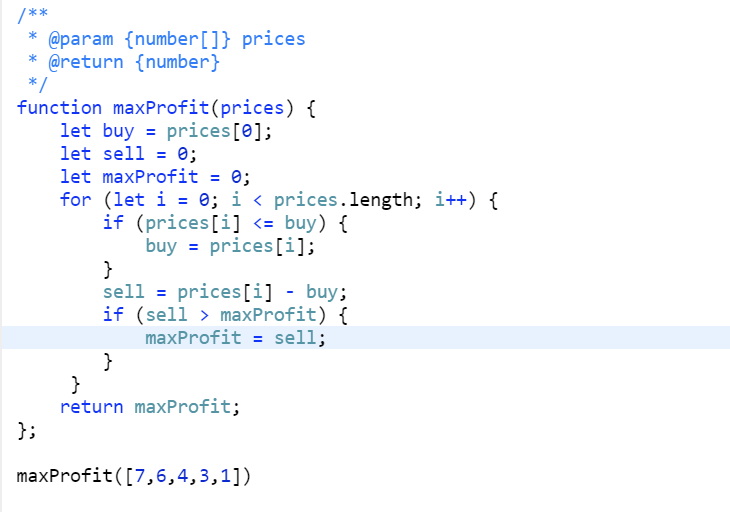 /**
 * @param {number[]} prices
 * @return {number}
 */
function maxProfit(prices) {
    let buy = prices[0];
    let sell = 0;
    let maxProfit = 0;
    for (let i = 0; i < prices.length; i++) {
        if (prices[i] <= buy) {
            buy = prices[i];
        }
        sell = prices[i] - buy;
        if (sell > maxProfit) {
            maxProfit = sell;
        }
     }
    return maxProfit;
};

maxProfit([7,6,4,3,1])